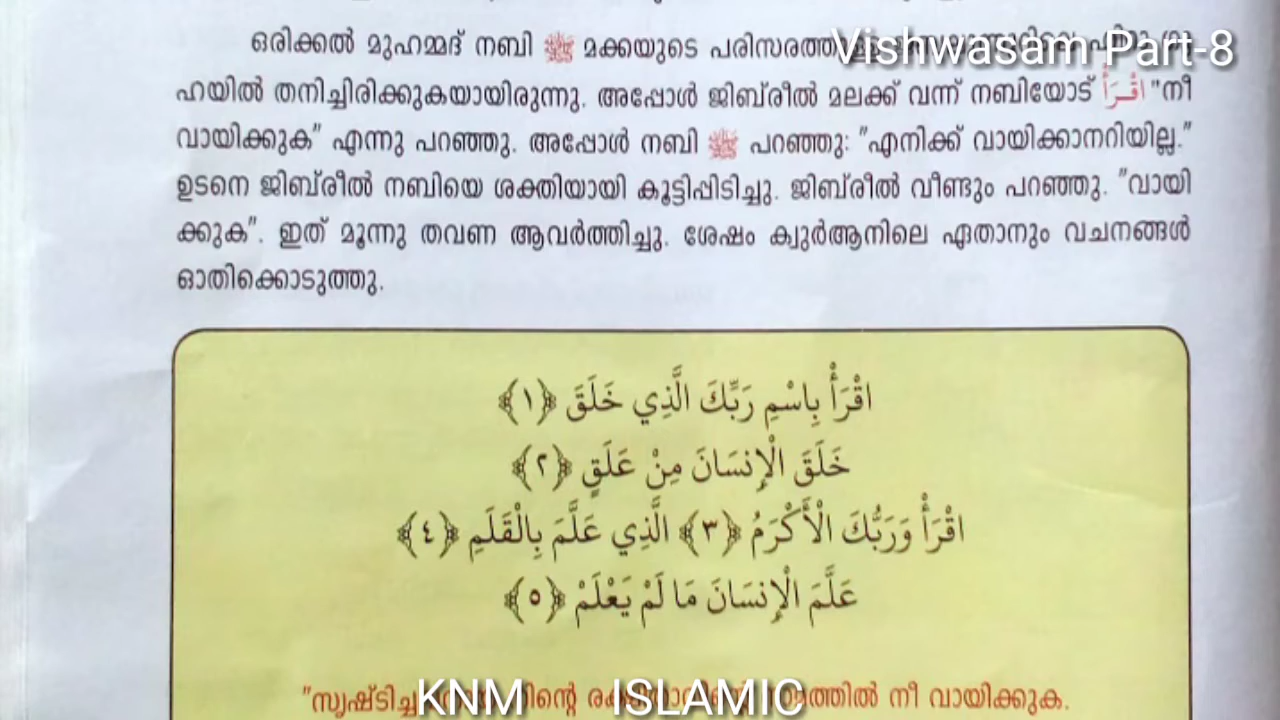 ഒരിക്കൽ മുഹമ്മദ് നബി ﷺ മക്കയുടെ
Vishwasam Part-8
ഹയിൽ തനിച്ചിരിക്കുകയായിരുന്നു. അപ്പോൾ ജിബ്‌രീൽ മലക്ക് വന്ന് നബിയോട് اقْـرَأْ "നീ
വായിക്കുക" എന്നു പറഞ്ഞു. അപ്പോൾ നബി ﷺ പറഞ്ഞു: "എനിക്ക് വായിക്കാനറിയില്ല."
ഉടനെ ജിബ്‌രീൽ നബിയെ ശക്തിയായി കൂട്ടിപ്പിടിച്ചു. ജിബ്‌രീൽ വീണ്ടും പറഞ്ഞു. "വായി
ക്കുക". ഇത് മൂന്നു തവണ ആവർത്തിച്ചു. ശേഷം ക്വുർആനിലെ ഏതാനും വചനങ്ങൾ
ഓതിക്കൊടുത്തു.
اقْرَأْ بِاسْمِ رَبِّكَ الَّذِي خَلَقَ ﴿١﴾
خَلَقَ الْإِنسَانَ مِنْ عَلَقٍ ﴿٢﴾
اقْرَأْ وَرَبُّكَ الْأَكْرَمُ ﴿٣﴾ الَّذِي عَلَّمَ بِالْقَلَمِ ﴿٤﴾
عَلَّمَ الْإِنسَانَ مَا لَمْ يَعْلَمْ ﴿٥﴾
"സൃഷ്ടിച്ച നീ വായിക്കുക.
KNM ISLAMIC